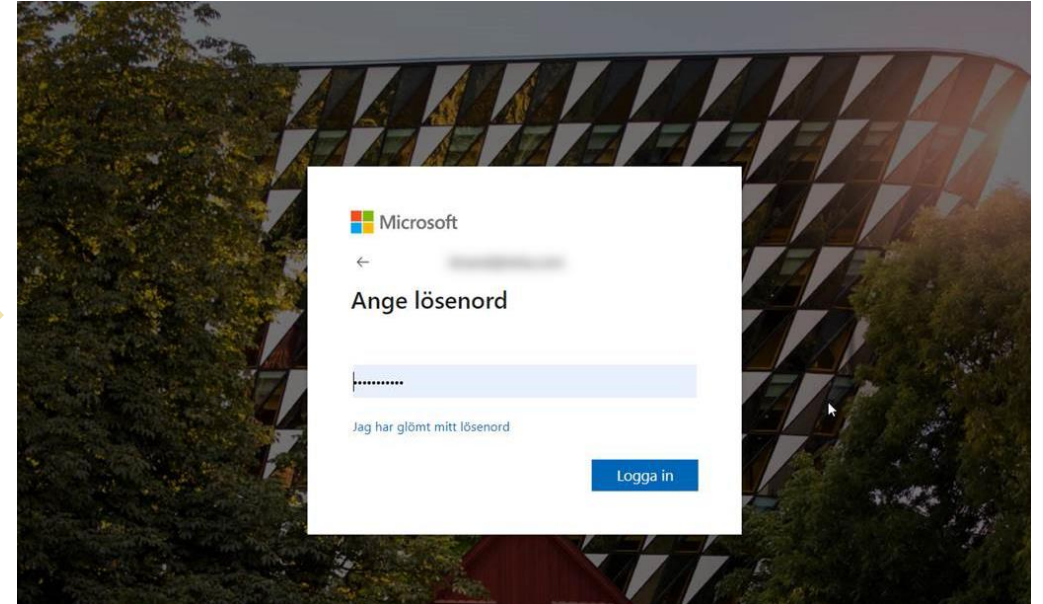 Microsoft
Ange lösenord
•••••••••••
Jag har glömt mitt lösenord
Logga in